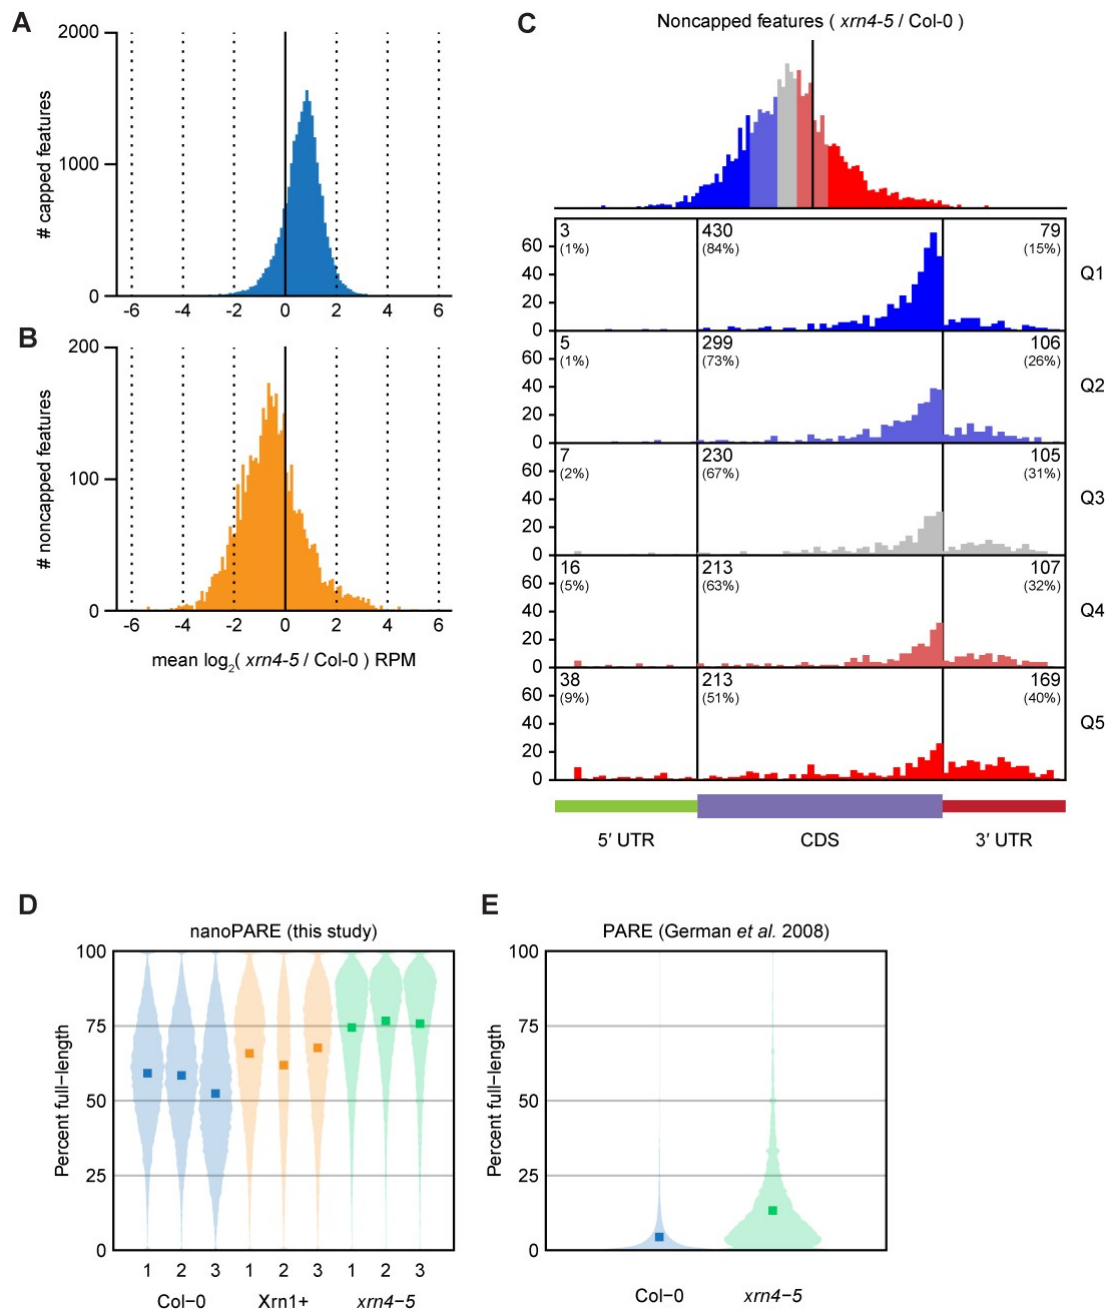 A
2000
1000
0
# capped features
-6 -4 -2 0 2 4 6
B
200
100
0
# noncapped features
-6 -4 -2 0 2 4 6
mean log2( xrn4-5 / Col-0 ) RPM
C
Noncapped features ( xrn4-5 / Col-0 )
60
40
20
0
3
(1%)
430
(84%)
79
(15%)
Q1
60
40
20
0
5
(1%)
299
(73%)
106
(26%)
Q2
60
40
20
0
7
(2%)
230
(67%)
105
(31%)
Q3
60
40
20
0
16
(5%)
213
(63%)
107
(32%)
Q4
60
40
20
0
38
(9%)
213
(51%)
169
(40%)
Q5
5′ UTR CDS 3′ UTR
D
nanoPARE (this study)
100
75
50
25
0
Percent full−length
1 2 3 1 2 3 1 2 3
Col−0 Xrn1+ xrn4−5
E
PARE (German et al. 2008)
100
75
50
25
0
Percent full−length
Col−0 xrn4−5